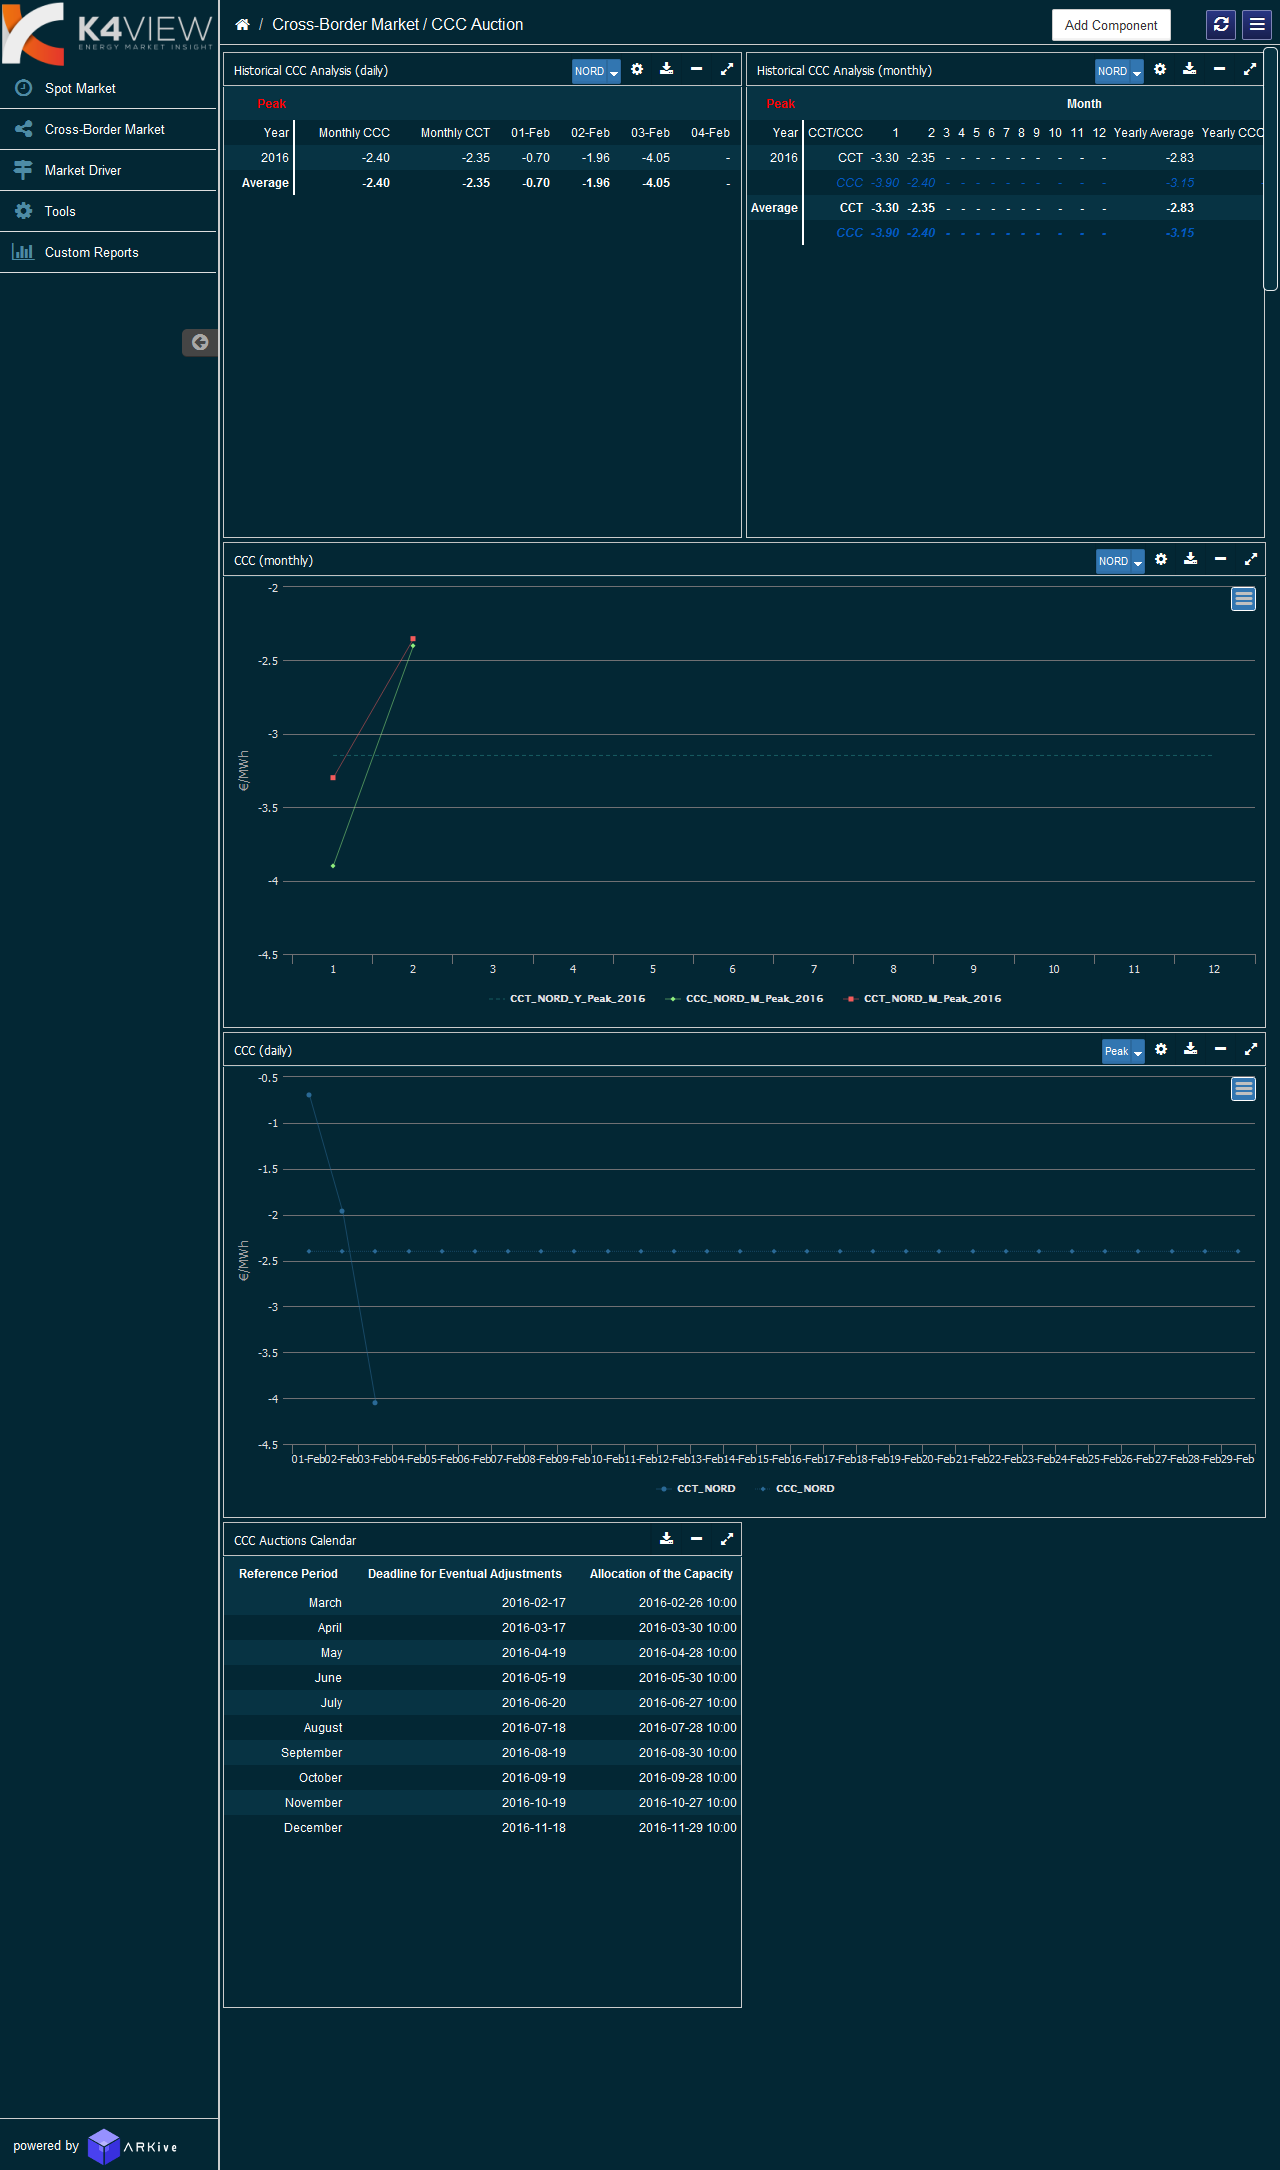 K4VIEW
ENERGY MARKET INSIGHT
Spot Market
Cross-Border Market
Market Driver
Tools
Custom Reports
/ Cross-Border Market / CCC Auction
Add Component
Historical CCC Analysis (daily)
NORD
Peak
Year Monthly CCC Monthly CCT 01-Feb 02-Feb 03-Feb 04-Feb
2016 -2.40 -2.35 -0.70 -1.96 -4.05 -
Average -2.40 -2.35 -0.70 -1.96 -4.05 -
Historical CCC Analysis (monthly)
NORD
Peak Month
Year CCT/CCC 1 2 3 4 5 6 7 8 9 10 11 12 Yearly Average Yearly CCC
2016 CCT -3.30 -2.35 - - - - - - - - - - -2.83
CCC -3.90 -2.40 - - - - - - - - - - -3.15
Average CCT -3.30 -2.35 - - - - - - - - - - -2.83
CCC -3.90 -2.40 - - - - - - - - - - -3.15
CCC (monthly)
NORD
€/MWh
-2
-2.5
-3
-3.5
-4
-4.5
1 2 3 4 5 6 7 8 9 10 11 12
CCT_NORD_Y_Peak_2016 CCC_NORD_M_Peak_2016 CCT_NORD_M_Peak_2016
CCC (daily)
Peak
€/MWh
-0.5
-1
-1.5
-2
-2.5
-3
-3.5
-4
-4.5
01-Feb 02-Feb 03-Feb 04-Feb 05-Feb 06-Feb 07-Feb 08-Feb 09-Feb 10-Feb 11-Feb 12-Feb 13-Feb 14-Feb 15-Feb 16-Feb 17-Feb 18-Feb 19-Feb 20-Feb 21-Feb 22-Feb 23-Feb 24-Feb 25-Feb 26-Feb 27-Feb 28-Feb 29-Feb
CCT_NORD CCC_NORD
CCC Auctions Calendar
Reference Period Deadline for Eventual Adjustments Allocation of the Capacity
March 2016-02-17 2016-02-26 10:00
April 2016-03-17 2016-03-30 10:00
May 2016-04-19 2016-04-28 10:00
June 2016-05-19 2016-05-30 10:00
July 2016-06-20 2016-06-27 10:00
August 2016-07-18 2016-07-28 10:00
September 2016-08-19 2016-08-30 10:00
October 2016-09-19 2016-09-28 10:00
November 2016-10-19 2016-10-27 10:00
December 2016-11-18 2016-11-29 10:00
powered by ARKive